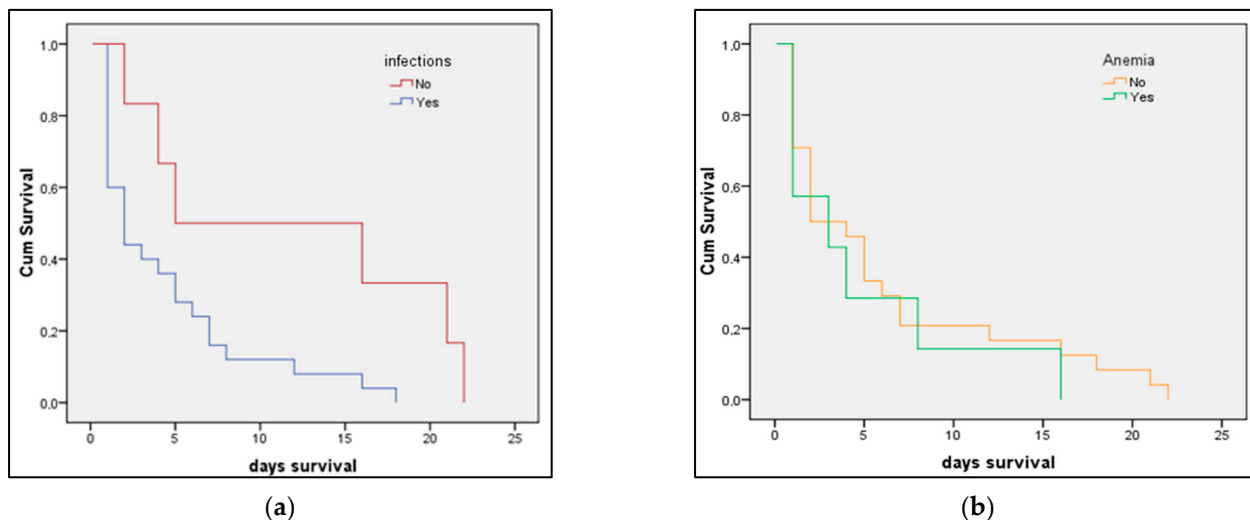 infections
No
Yes
Cum Survival
1.0
0.8
0.6
0.4
0.2
0.0
0 5 10 15 20 25
days survival
(a)
Anemia
No
Yes
Cum Survival
1.0
0.8
0.6
0.4
0.2
0.0
0 5 10 15 20 25
days survival
(b)